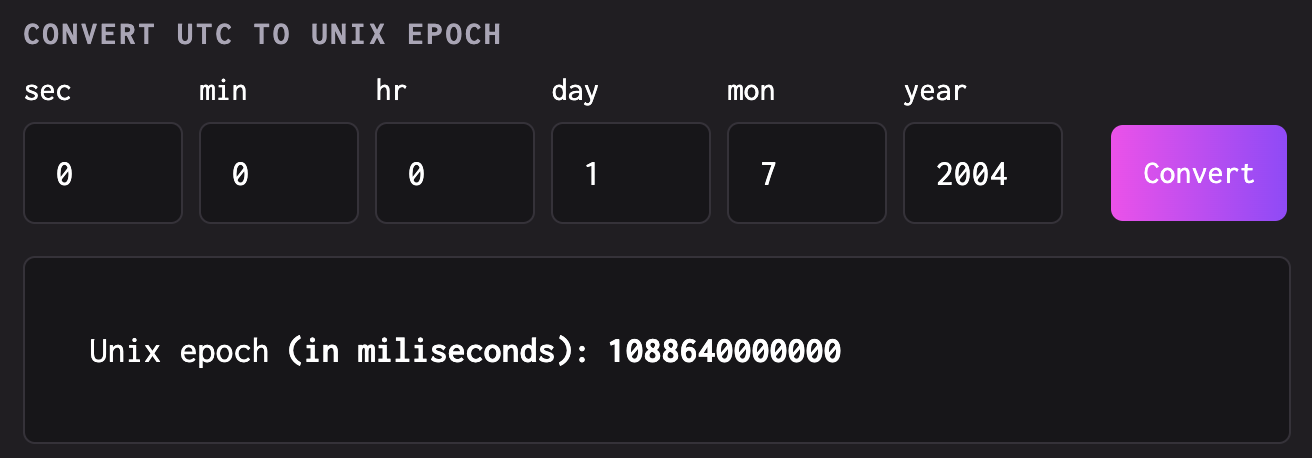 CONVERT UTC TO UNIX EPOCH
sec min hr day mon year
0 0 0 1 7 2004 Convert
Unix epoch (in miliseconds): 1088640000000